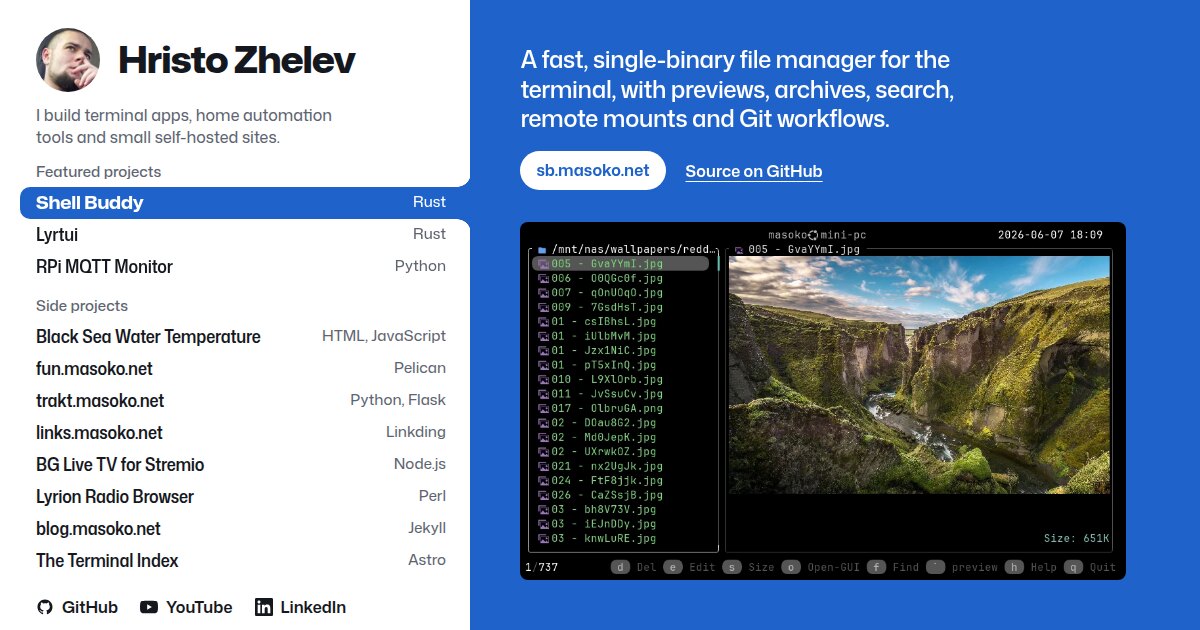 Hristo Zhelev
I build terminal apps, home automation
tools and small self-hosted sites.
Featured projects
Shell Buddy Rust
Lyrtui Rust
RPi MQTT Monitor Python
Side projects
Black Sea Water Temperature HTML, JavaScript
fun.masoko.net Pelican
trakt.masoko.net Python, Flask
links.masoko.net Linkding
BG Live TV for Stremio Node.js
Lyrion Radio Browser Perl
blog.masoko.net Jekyll
The Terminal Index Astro
GitHub YouTube LinkedIn
A fast, single-binary file manager for the
terminal, with previews, archives, search,
remote mounts and Git workflows.
sb.masoko.net Source on GitHub
masoko mini-pc 2026-06-07 18:09
/mnt/nas/wallpapers/redd… 005 - GvaYYmI.jpg
005 - GvaYYmI.jpg
006 - O0QGc0f.jpg
007 - qOnUOqO.jpg
009 - 7GsdHsT.jpg
01 - csIBhsL.jpg
01 - iUlbMvM.jpg
01 - Jzx1NiC.jpg
01 - pT5xInQ.jpg
010 - L9XlOrb.jpg
011 - JvSsuCv.jpg
017 - OlbruGA.png
02 - DOau8G2.jpg
02 - Md0JepK.jpg
02 - UXrwkOZ.jpg
021 - nx2UgJk.jpg
024 - FtF8jjk.jpg
026 - CaZSsjB.jpg
03 - bh8V73V.jpg
03 - iEJnDDy.jpg
03 - knwLuRE.jpg
Size: 651K
1/737 d Del e Edit s Size o Open-GUI f Find ` preview h Help q Quit